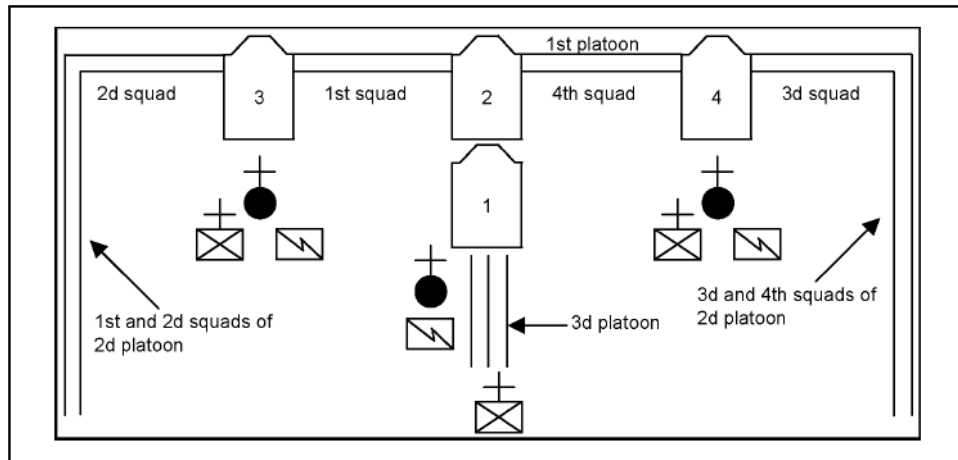 1st platoon
2d squad
3
1st squad
2
4th squad
4
3d squad
1
1st and 2d squads of
2d platoon
3d platoon
3d and 4th squads of
2d platoon